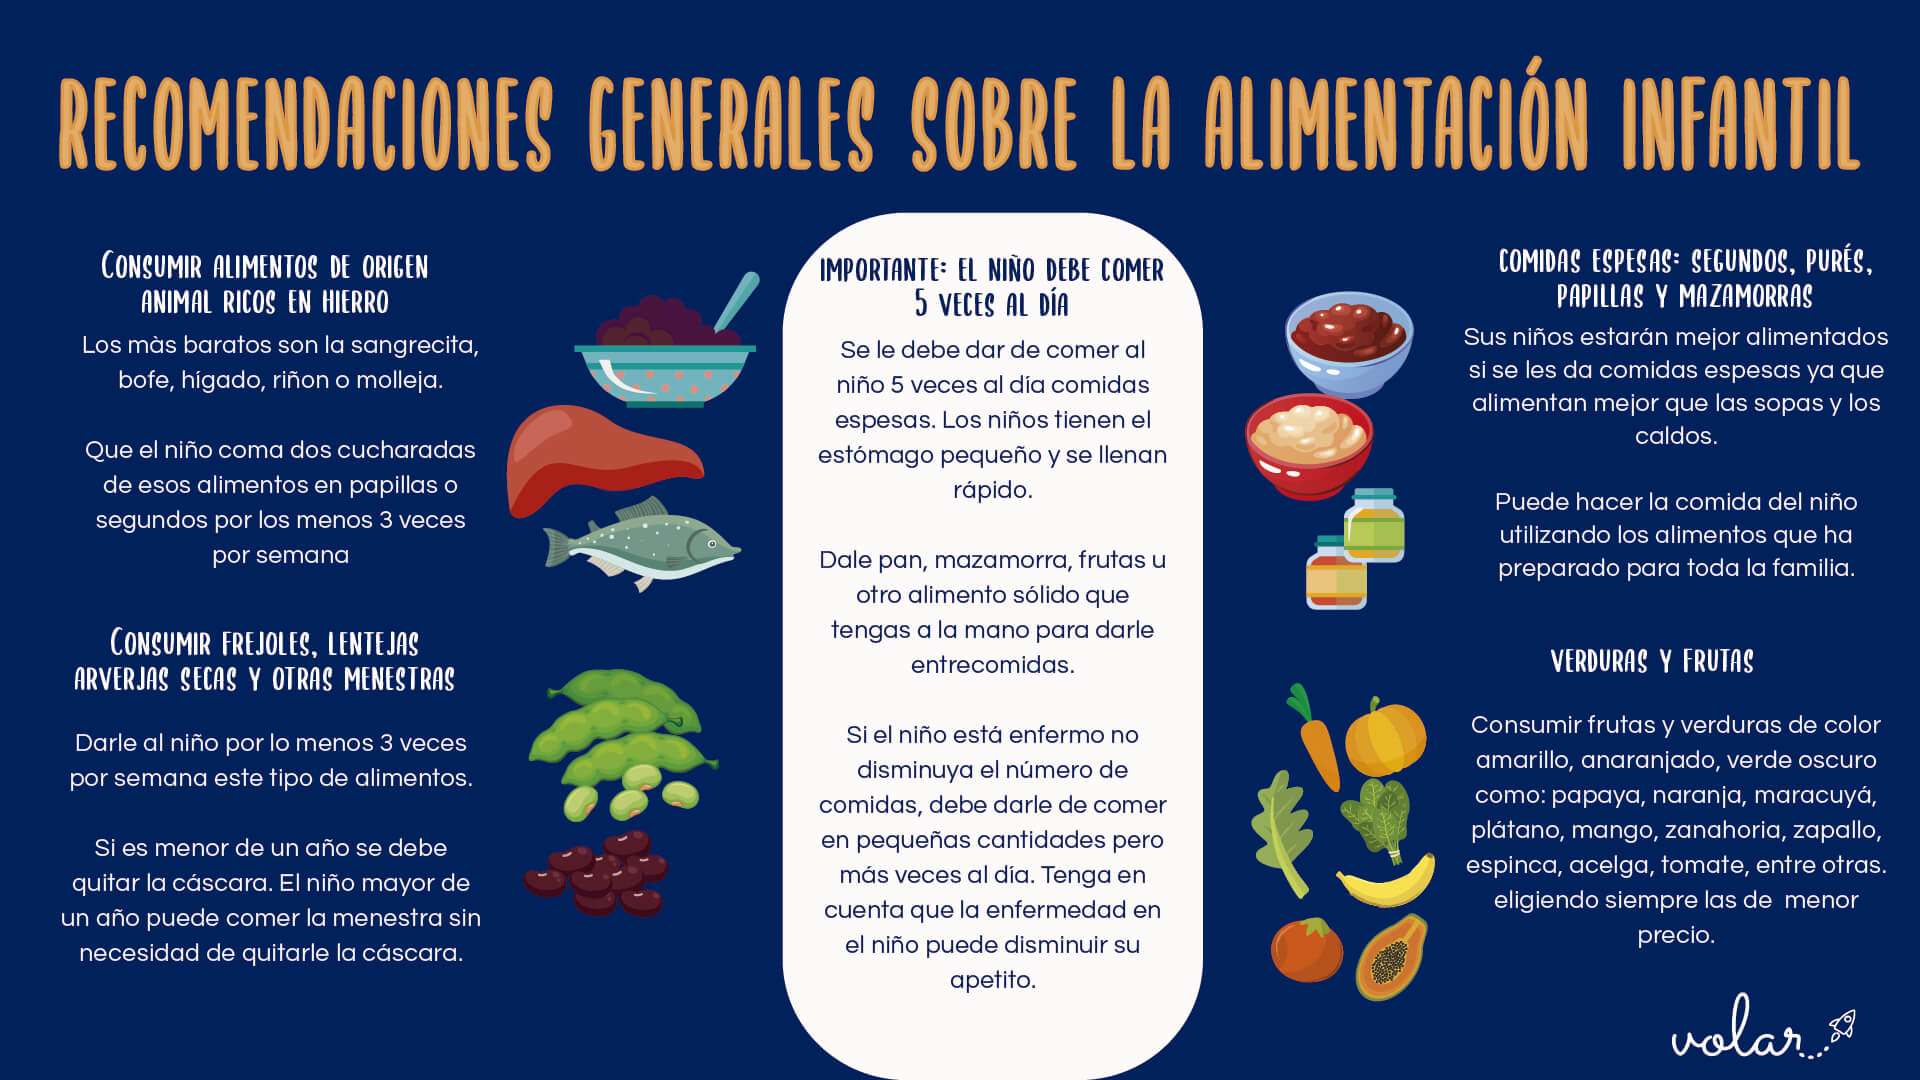 RECOMENDACIONES GENERALES SOBRE LA ALIMENTACIÓN INFANTIL
CONSUMIR ALIMENTOS DE ORIGEN
ANIMAL RICOS EN HIERRO
Los màs baratos son la sangrecita,
bofe, hígado, riñon o molleja.
Que el niño coma dos cucharadas
de esos alimentos en papillas o
segundos por los menos 3 veces
por semana
CONSUMIR FREJOLES, LENTEJAS
ARVERJAS SECAS Y OTRAS MENESTRAS
Darle al niño por lo menos 3 veces
por semana este tipo de alimentos.
Si es menor de un año se debe
quitar la cáscara. El niño mayor de
un año puede comer la menestra sin
necesidad de quitarle la cáscara.
IMPORTANTE: EL NIÑO DEBE COMER
5 VECES AL DÍA
Se le debe dar de comer al
niño 5 veces al día comidas
espesas. Los niños tienen el
estómago pequeño y se llenan
rápido.
Dale pan, mazamorra, frutas u
otro alimento sólido que
tengas a la mano para darle
entrecomidas.
Si el niño está enfermo no
disminuya el número de
comidas, debe darle de comer
en pequeñas cantidades pero
más veces al día. Tenga en
cuenta que la enfermedad en
el niño puede disminuir su
apetito.
COMIDAS ESPESAS: SEGUNDOS, PURÉS,
PAPILLAS Y MAZAMORRAS
Sus niños estarán mejor alimentados
si se les da comidas espesas ya que
alimentan mejor que las sopas y los
caldos.
Puede hacer la comida del niño
utilizando los alimentos que ha
preparado para toda la familia.
VERDURAS Y FRUTAS
Consumir frutas y verduras de color
amarillo, anaranjado, verde oscuro
como: papaya, naranja, maracuyá,
plátano, mango, zanahoria, zapallo,
espinca, acelga, tomate, entre otras.
eligiendo siempre las de menor
precio.
volar